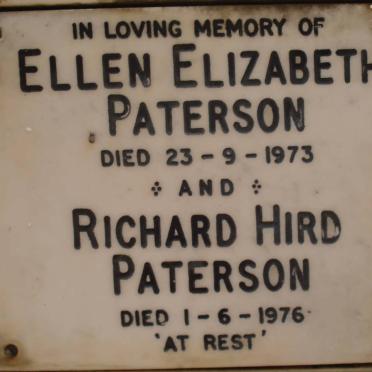 IN LOVING MEMORY OF
ELLEN ELIZABETH
PATERSON
DIED 23-9-1973
AND
RICHARD HIRD
PATERSON
DIED 1-6-1976
'AT REST'